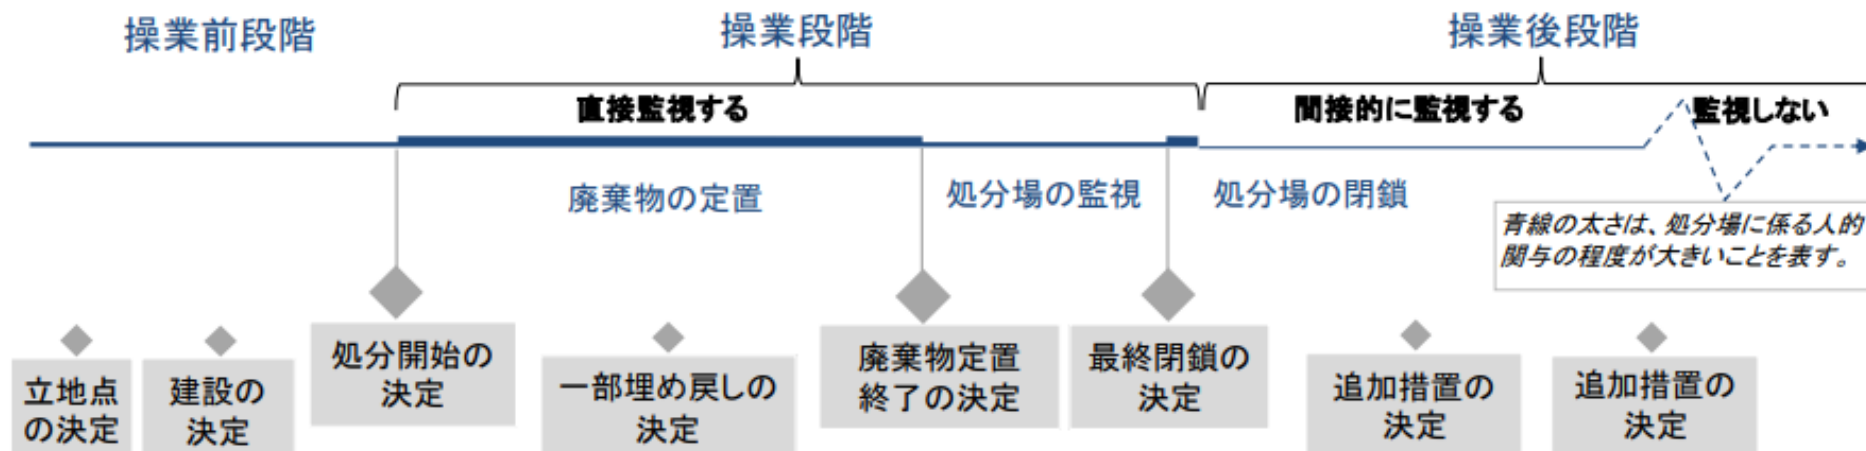 操業前段階
操業段階
操業後段階
直接監視する
間接的に監視する
監視しない
廃棄物の定置
処分場の監視
処分場の閉鎖
青線の太さは、処分場に係る人的
関与の程度が大きいことを表す。
立地点
の決定
建設の
決定
処分開始の
決定
一部埋め戻しの
決定
廃棄物定置
終了の決定
最終閉鎖の
決定
追加措置の
決定
追加措置の
決定